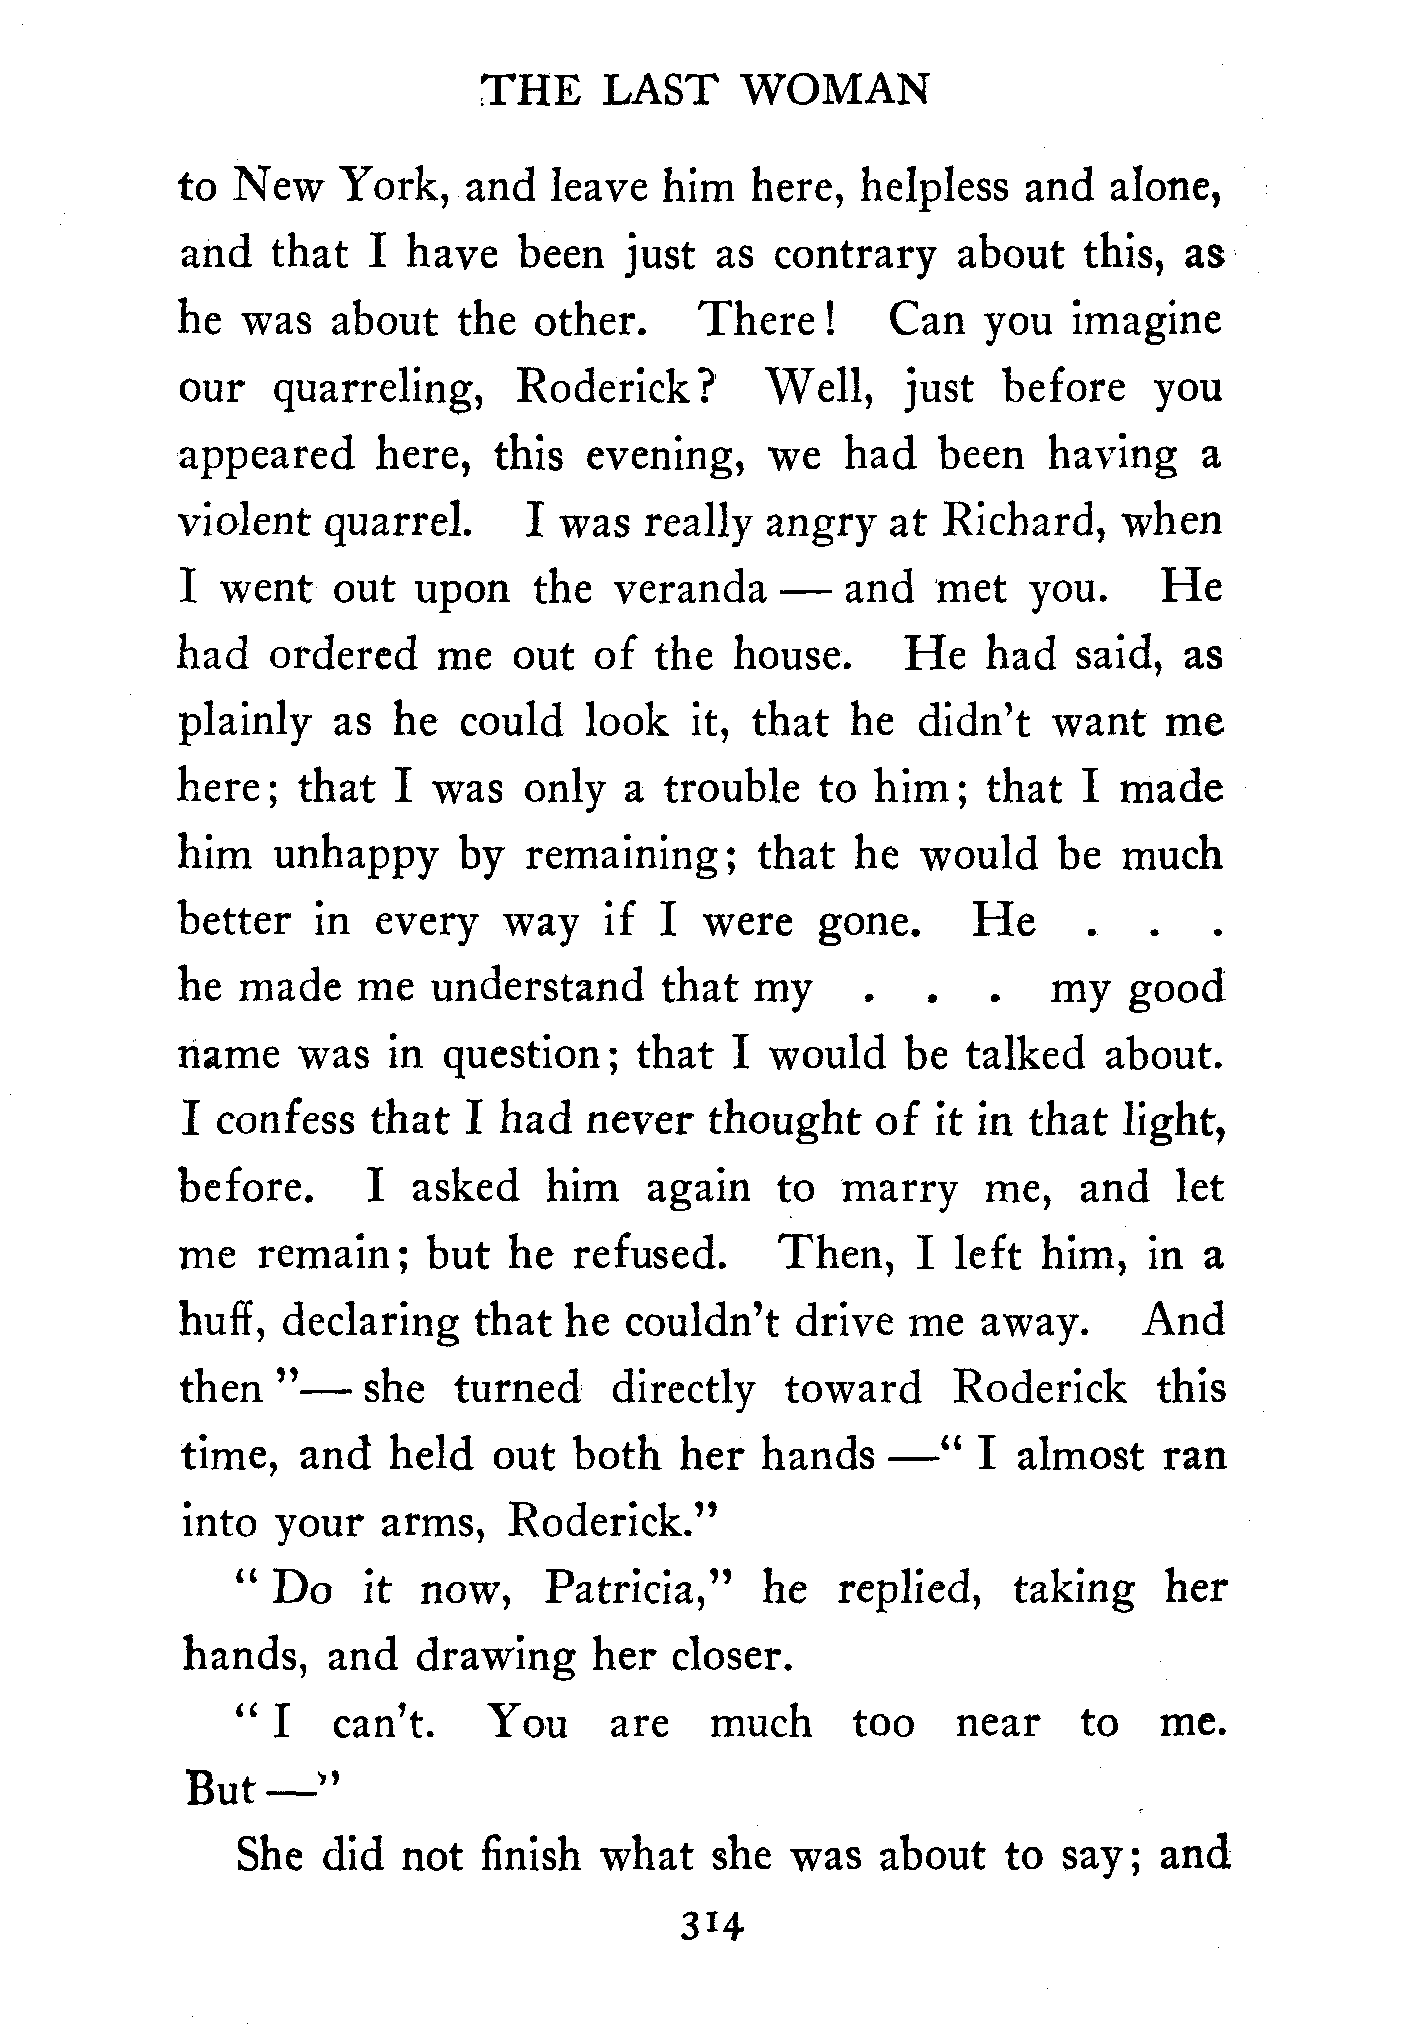 THE LAST WOMAN
to New York, and leave him here, helpless and alone,
and that I have been just as contrary about this, as
he was about the other. There! Can you imagine
our quarreling, Roderick? Well, just before you
appeared here, this evening, we had been having a
violent quarrel. I was really angry at Richard, when
I went out upon the veranda — and met you. He
had ordered me out of the house. He had said, as
plainly as he could look it, that he didn't want me
here; that I was only a trouble to him; that I made
him unhappy by remaining; that he would be much
better in every way if I were gone. He . . .
he made me understand that my . . . my good
name was in question; that I would be talked about.
I confess that I had never thought of it in that light,
before. I asked him again to marry me, and let
me remain; but he refused. Then, I left him, in a
huff, declaring that he couldn't drive me away. And
then "— she turned directly toward Roderick this
time, and held out both her hands —" I almost ran
into your arms, Roderick."
" Do it now, Patricia," he replied, taking her
hands, and drawing her closer.
" I can't. You are much too near to me.
But —"
She did not finish what she was about to say; and
314